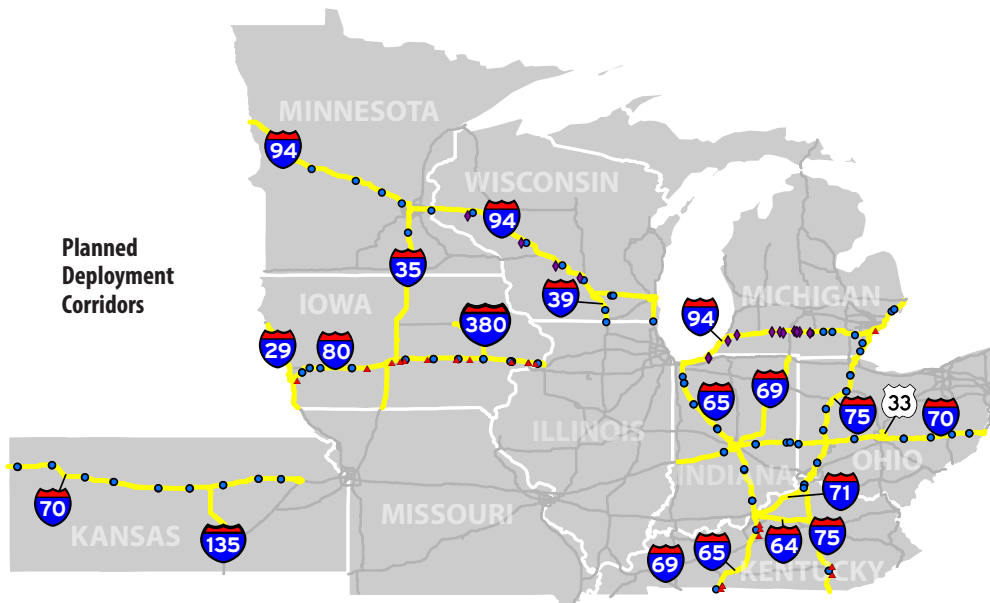 MINNESOTA
94
WISCONSIN
94
Planned
Deployment
Corridors
35
IOWA
39
MICHIGAN
94
380
29
80
65
69
75
33
70
ILLINOIS
INDIANA
OHIO
70
KANSAS
135
MISSOURI
71
69
65
64
75
KENTUCKY